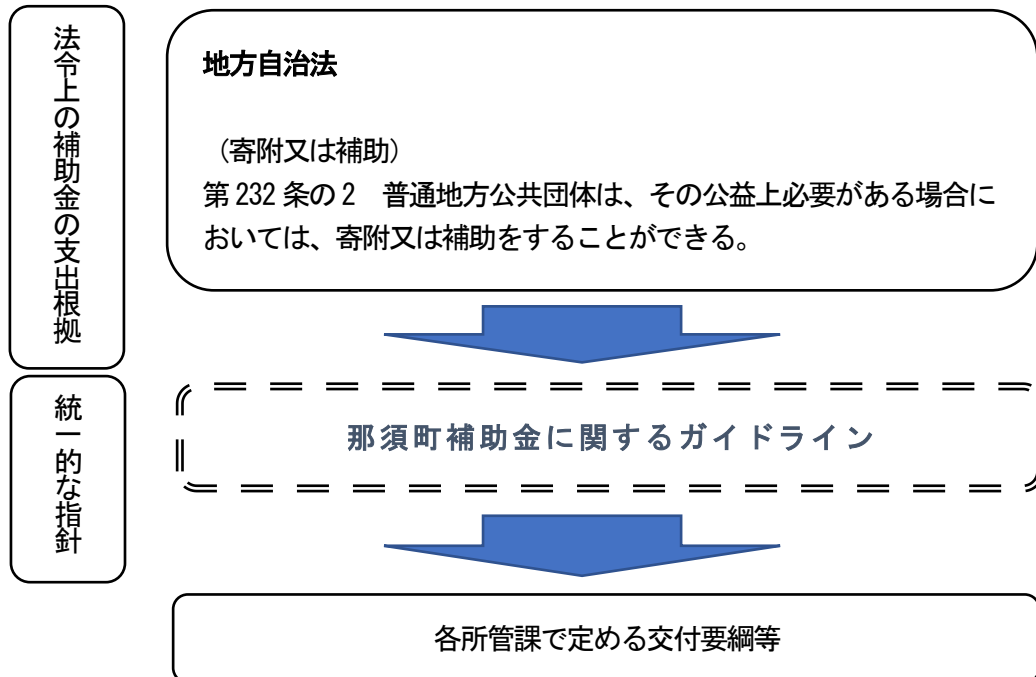 法令上の補助金の支出根拠
地方自治法
（寄附又は補助）
第 232 条の 2　普通地方公共団体は、その公益上必要がある場合に
おいては、寄附又は補助をすることができる。
統一的な指針
那須町補助金に関するガイドライン
各所管課で定める交付要綱等